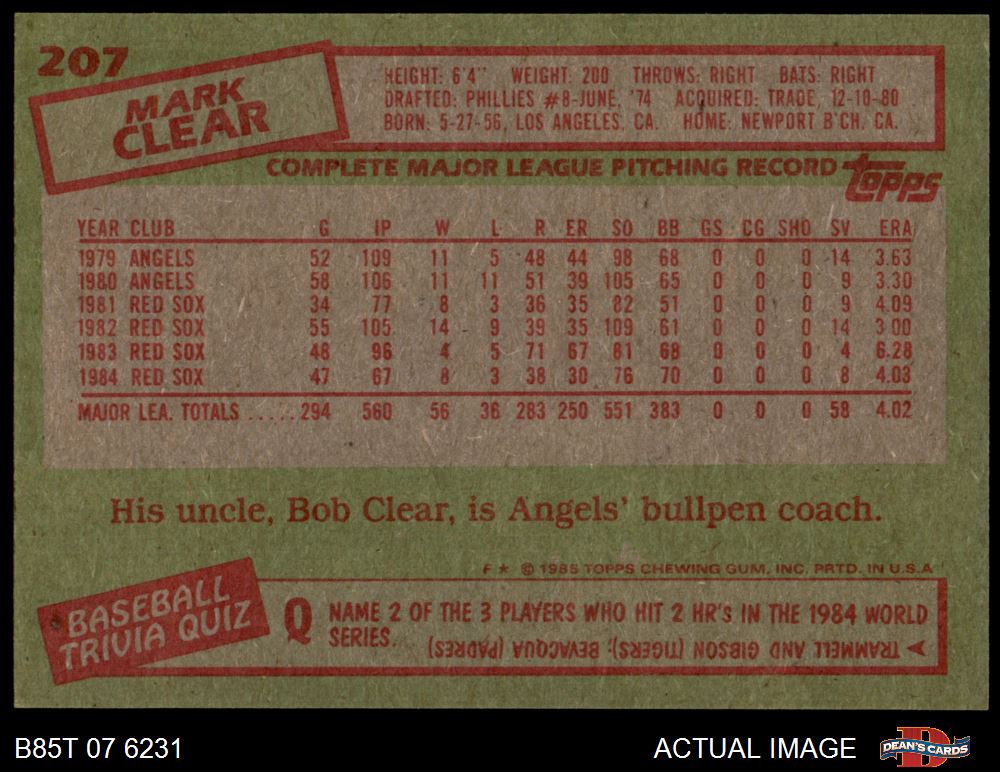 207
MARK
CLEAR
HEIGHT: 6'4" WEIGHT: 200 THROWS: RIGHT BATS: RIGHT
DRAFTED: PHILLIES #8-JUNE, '74 ACQUIRED: TRADE, 12-10-80
BORN: 5-27-56, LOS ANGELES, CA. HOME: NEWPORT B'CH, CA.
COMPLETE MAJOR LEAGUE PITCHING RECORD
topps
YEAR CLUB G IP W L R ER SO BB GS CG SHO SV ERA
1979 ANGELS 52 109 11 5 48 44 98 68 0 0 0 14 3.63
1980 ANGELS 58 106 11 11 51 39 105 65 0 0 0 9 3.30
1981 RED SOX 34 77 8 3 36 35 82 51 0 0 0 9 4.09
1982 RED SOX 55 105 14 9 39 35 109 61 0 0 0 14 3.00
1983 RED SOX 48 96 4 5 71 67 81 68 0 0 0 4 6.28
1984 RED SOX 47 67 8 3 38 30 76 70 0 0 0 8 4.03
MAJOR LEA. TOTALS ..... 294 560 56 36 283 250 551 383 0 0 0 58 4.02
His uncle, Bob Clear, is Angels' bullpen coach.
F ★ © 1985 TOPPS CHEWING GUM, INC. PRTD. IN U.S.A
BASEBALL
TRIVIA QUIZ
Q NAME 2 OF THE 3 PLAYERS WHO HIT 2 HR's IN THE 1984 WORLD
SERIES.
TRAMMELL AND GIBSON (TIGERS); BEVACQUA (PADRES)
B85T 07 6231
ACTUAL IMAGE
D
DEAN'S CARDS